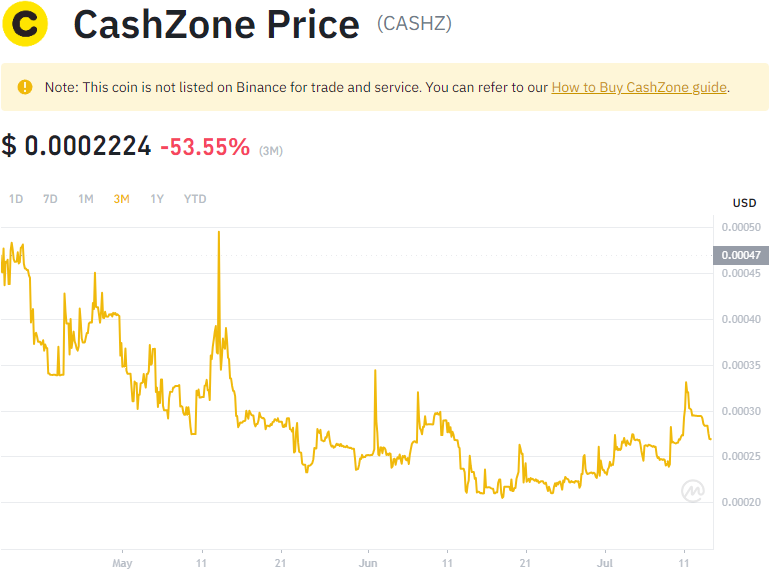 C CashZone Price (CASHZ)
Note: This coin is not listed on Binance for trade and service. You can refer to our How to Buy CashZone guide.
$ 0.0002224 -53.55% (3M)
1D 7D 1M 3M 1Y YTD
USD
0.00050
0.00047
0.00045
0.00040
0.00035
0.00030
0.00025
0.00020
May 11 21 Jun 11 21 Jul 11